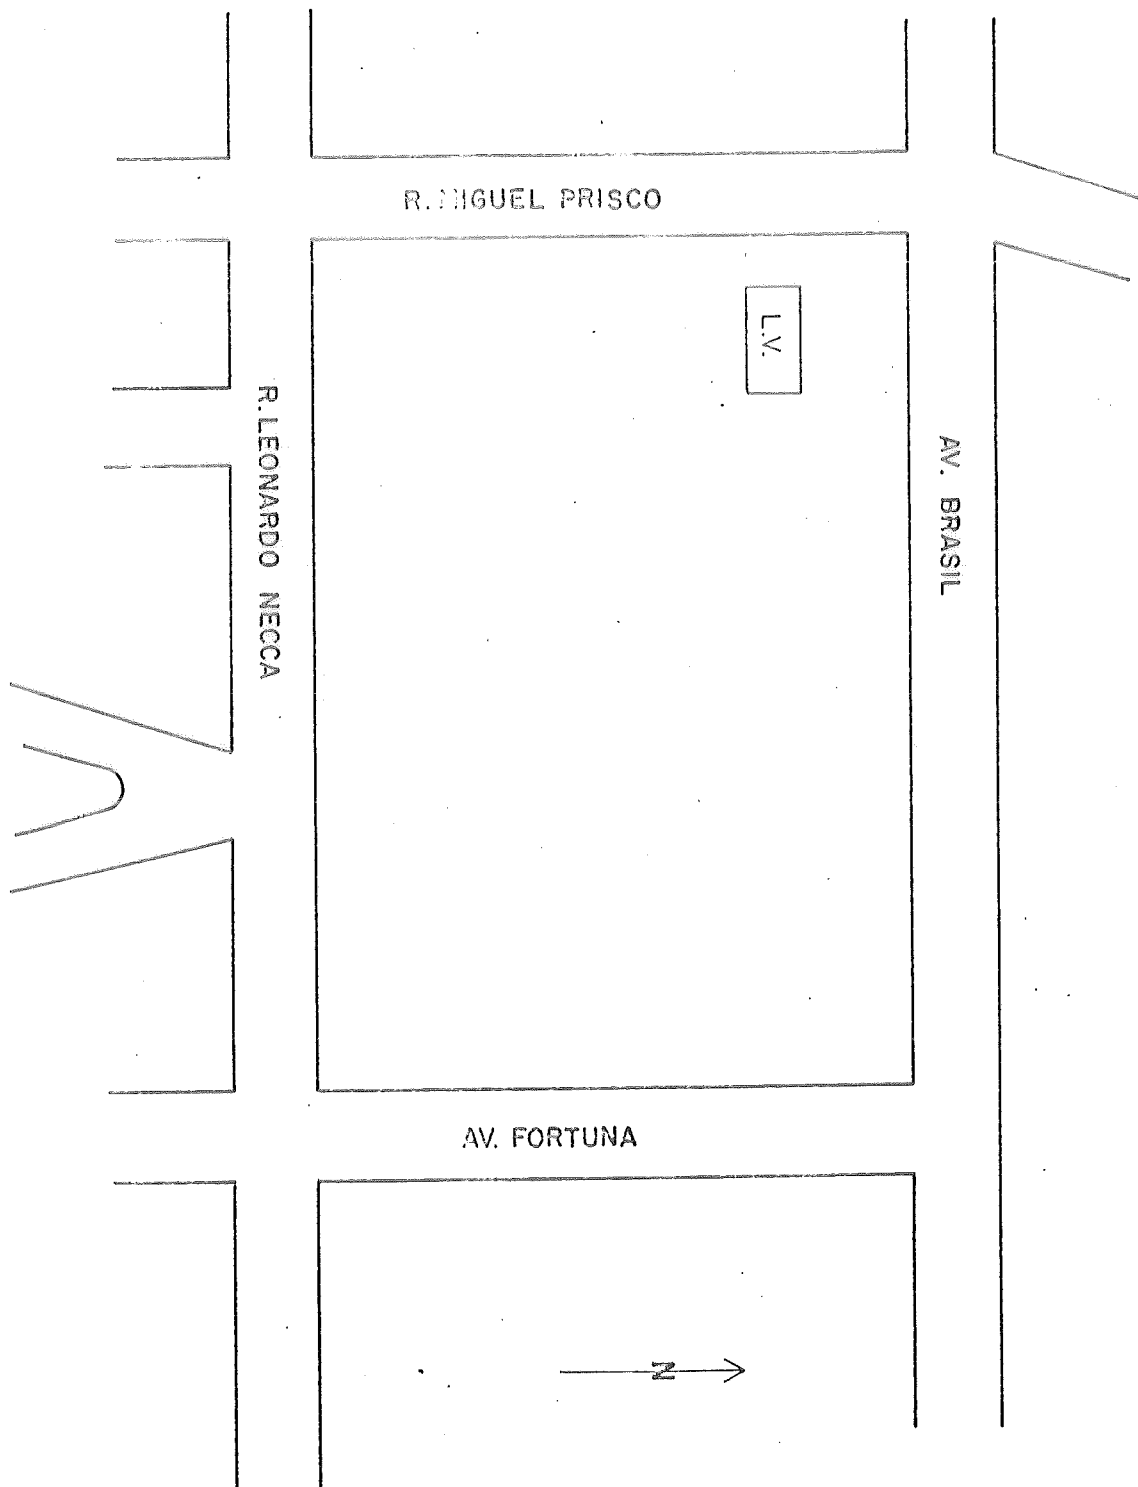 R. MIGUEL PRISCO
L.V.
R. LEONARDO NECCA
AV. BRASIL
AV. FORTUNA
N